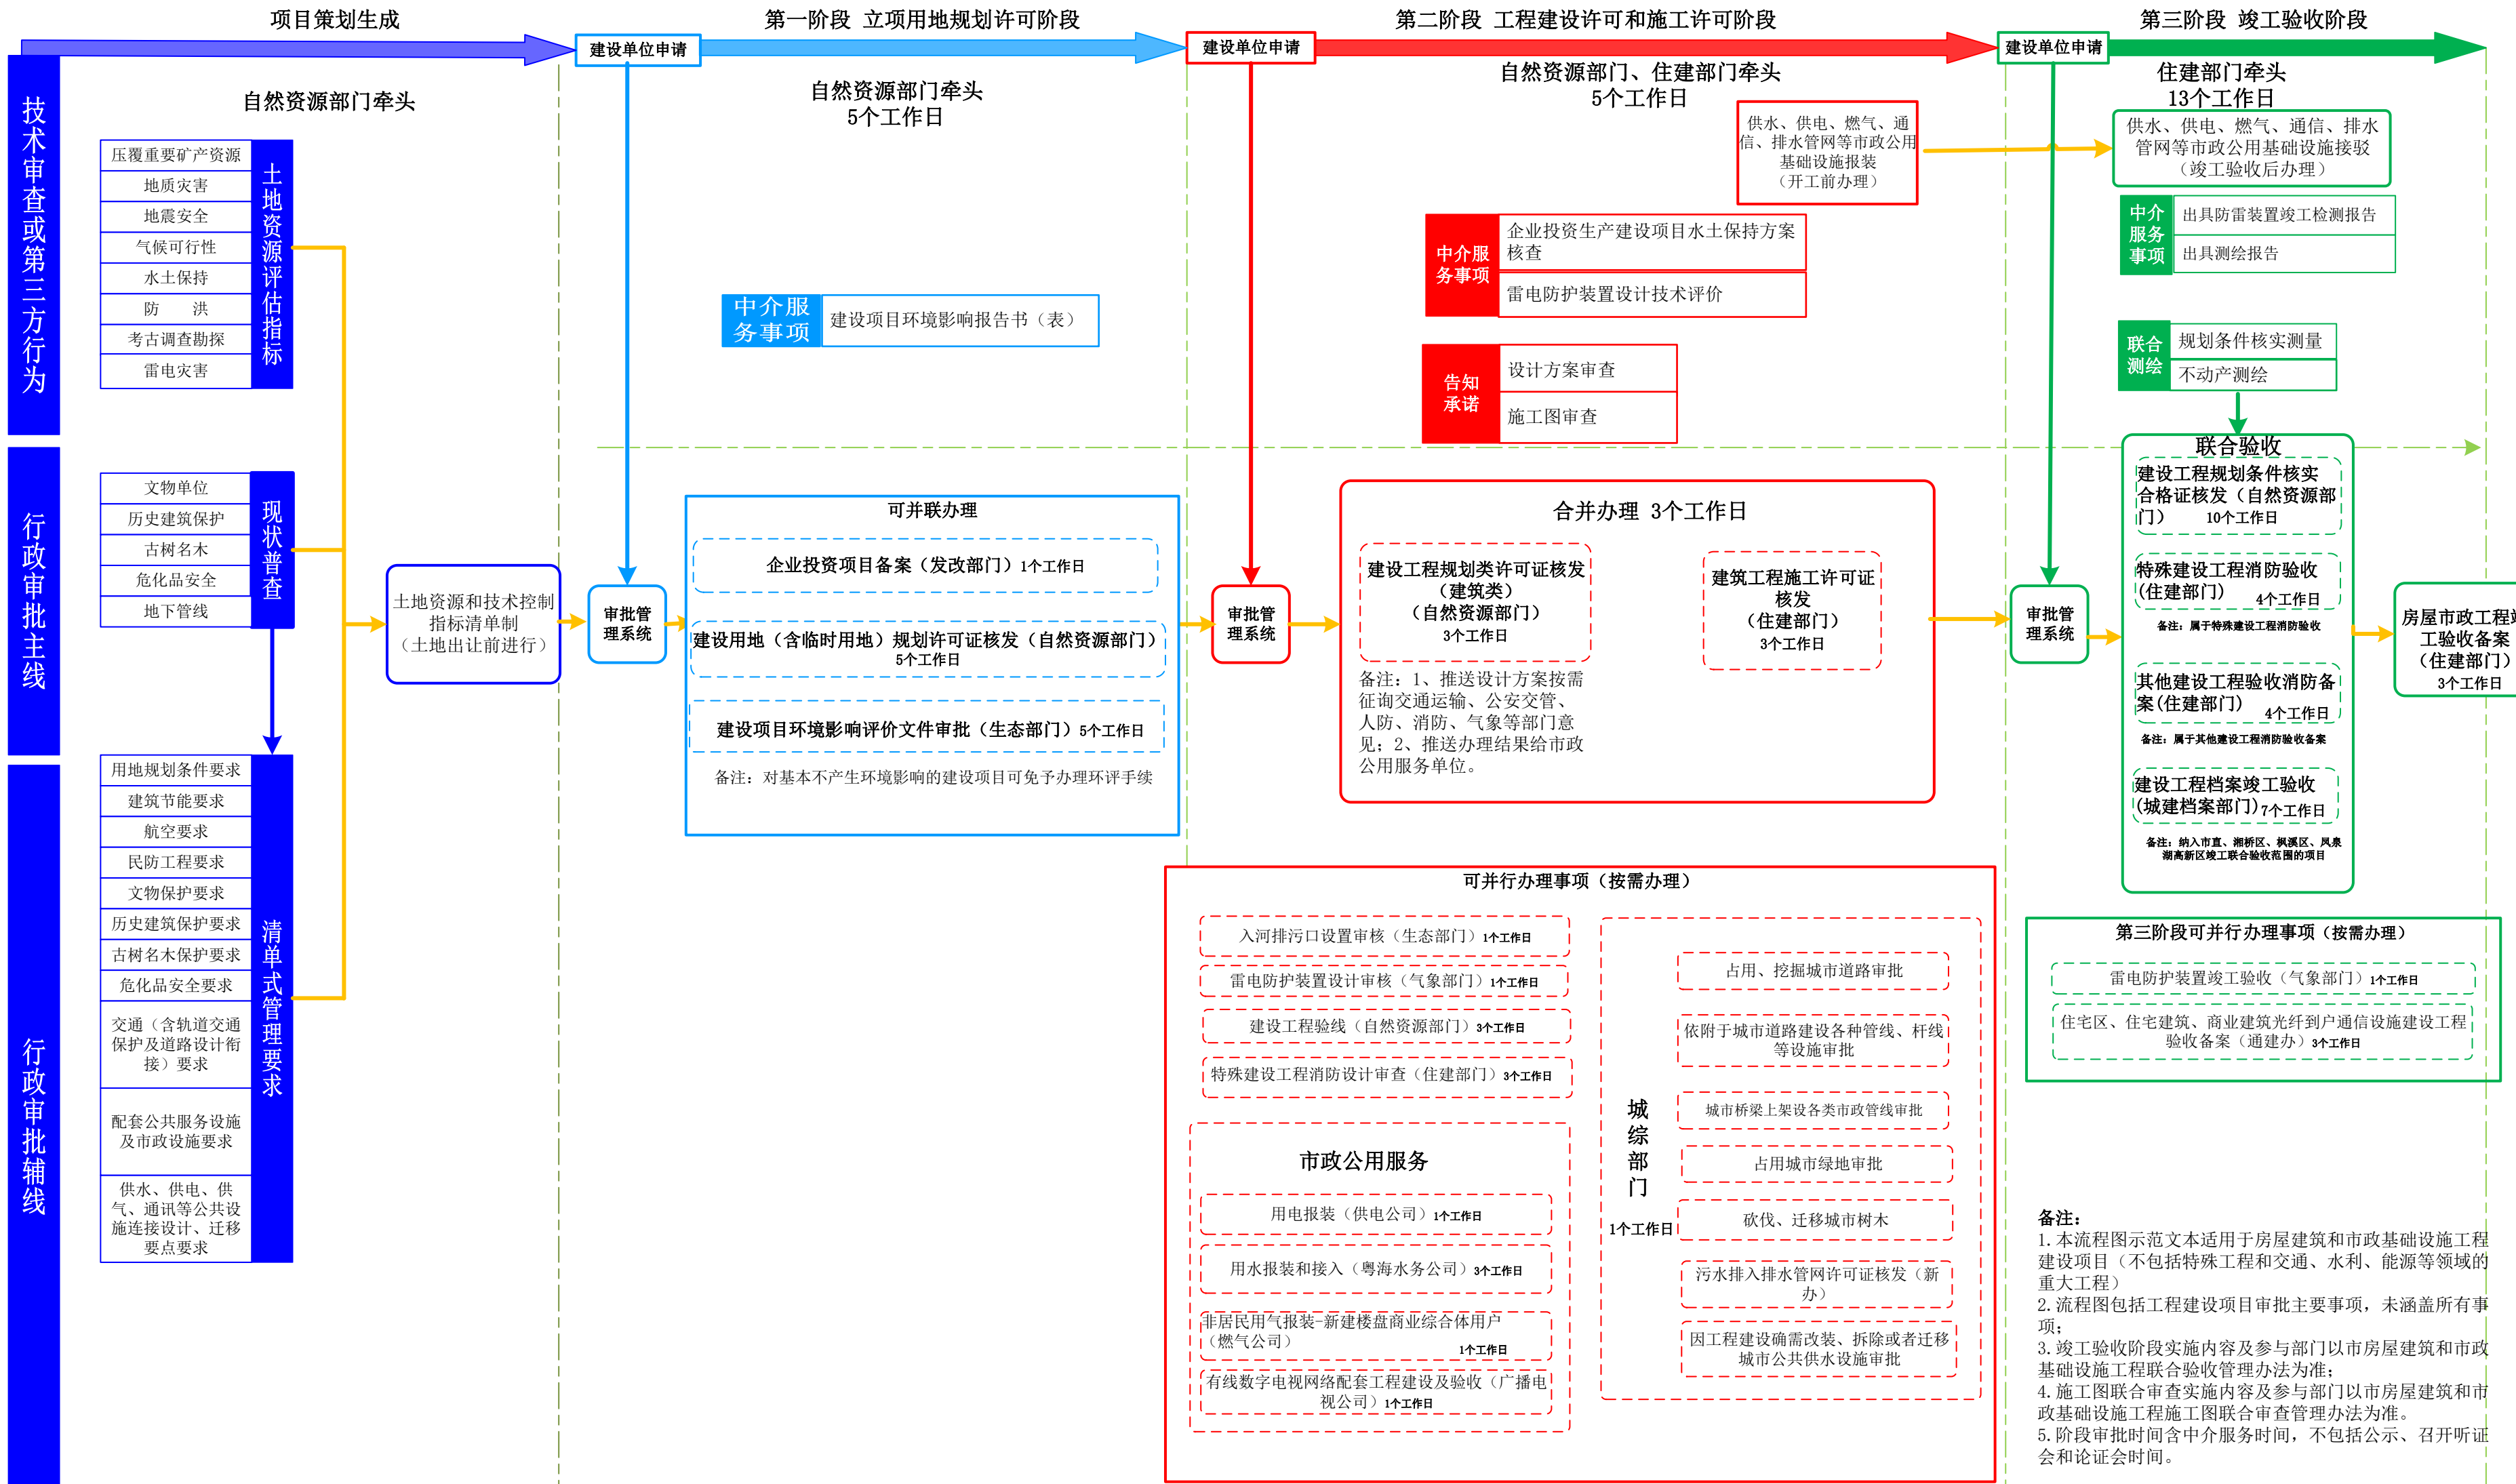 项目策划生成
第一阶段 立项用地规划许可阶段
第二阶段 工程建设许可和施工许可阶段
第三阶段 竣工验收阶段
建设单位申请
建设单位申请
建设单位申请
技术审查或第三方行为
行政审批主线
行政审批辅线
自然资源部门牵头
压覆重要矿产资源
地质灾害
地震安全
气候可行性
水土保持
防 洪
考古调查勘探
雷电灾害
土地资源评估指标
文物单位
历史建筑保护
古树名木
危化品安全
地下管线
现状普查
用地规划条件要求
建筑节能要求
航空要求
民防工程要求
文物保护要求
历史建筑保护要求
古树名木保护要求
危化品安全要求
交通（含轨道交通
保护及道路设计衔
接）要求
配套公共服务设施
及市政设施要求
供水、供电、供
气、通讯等公共设
施连接设计、迁移
要点要求
清单式管理要求
土地资源和技术控制
指标清单制
（土地出让前进行）
自然资源部门牵头
5个工作日
中介服
务事项
建设项目环境影响报告书（表）
审批管
理系统
可并联办理
企业投资项目备案（发改部门）1个工作日
建设用地（含临时用地）规划许可证核发（自然资源部门）
5个工作日
建设项目环境影响评价文件审批（生态部门）5个工作日
备注：对基本不产生环境影响的建设项目可免予办理环评手续
自然资源部门、住建部门牵头
5个工作日
供水、供电、燃气、通
信、排水管网等市政公用
基础设施报装
（开工前办理）
中介服
务事项
企业投资生产建设项目水土保持方案
核查
雷电防护装置设计技术评价
告知
承诺
设计方案审查
施工图审查
审批管
理系统
合并办理 3个工作日
建设工程规划类许可证核发
（建筑类）
（自然资源部门）
3个工作日
建筑工程施工许可证
核发
（住建部门）
3个工作日
备注：1、推送设计方案按需
征询交通运输、公安交管、
人防、消防、气象等部门意
见；2、推送办理结果给市政
公用服务单位。
可并行办理事项（按需办理）
入河排污口设置审核（生态部门）1个工作日
雷电防护装置设计审核（气象部门）1个工作日
建设工程验线（自然资源部门）3个工作日
特殊建设工程消防设计审查（住建部门）3个工作日
市政公用服务
用电报装（供电公司）1个工作日
用水报装和接入（粤海水务公司）3个工作日
非居民用气报装-新建楼盘商业综合体用户
（燃气公司）
1个工作日
有线数字电视网络配套工程建设及验收（广播电
视公司）1个工作日
城综部门
1个工作日
占用、挖掘城市道路审批
依附于城市道路建设各种管线、杆线
等设施审批
城市桥梁上架设各类市政管线审批
占用城市绿地审批
砍伐、迁移城市树木
污水排入排水管网许可证核发（新
办）
因工程建设确需改装、拆除或者迁移
城市公共供水设施审批
住建部门牵头
13个工作日
供水、供电、燃气、通信、排水
管网等市政公用基础设施接驳
（竣工验收后办理）
中介
服务
事项
出具防雷装置竣工检测报告
出具测绘报告
联合
测绘
规划条件核实测量
不动产测绘
审批管
理系统
联合验收
建设工程规划条件核实
合格证核发（自然资源部
门） 10个工作日
特殊建设工程消防验收
(住建部门) 4个工作日
备注：属于特殊建设工程消防验收
其他建设工程验收消防备
案(住建部门) 4个工作日
备注：属于其他建设工程消防验收备案
建设工程档案竣工验收
(城建档案部门)7个工作日
备注：纳入市直、湘桥区、枫溪区、凤泉
湖高新区竣工联合验收范围的项目
房屋市政工程
工验收备案
（住建部门）
3个工作日
第三阶段可并行办理事项（按需办理）
雷电防护装置竣工验收（气象部门）1个工作日
住宅区、住宅建筑、商业建筑光纤到户通信设施建设工程
验收备案（通建办）3个工作日
备注：
1.本流程图示范文本适用于房屋建筑和市政基础设施工程
建设项目（不包括特殊工程和交通、水利、能源等领域的
重大工程）
2.流程图包括工程建设项目审批主要事项，未涵盖所有事
项；
3.竣工验收阶段实施内容及参与部门以市房屋建筑和市政
基础设施工程联合验收管理办法为准；
4.施工图联合审查实施内容及参与部门以市房屋建筑和市
政基础设施工程施工图联合审查管理办法为准。
5.阶段审批时间含中介服务时间，不包括公示、召开听证
会和论证会时间。